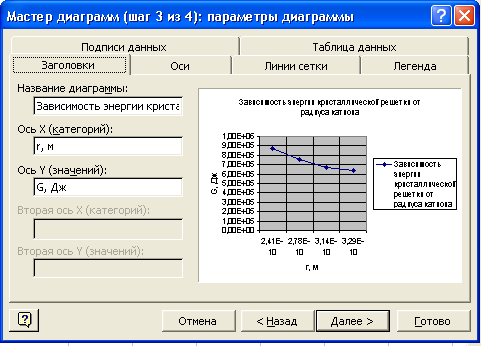 Мастер диаграмм (шаг 3 из 4): параметры диаграммы
Подписи данных
Таблица данных
Заголовки
Оси
Линии сетки
Легенда
Название диаграммы:
Зависимость энергии криста
Ось X (категорий):
r, м
Ось Y (значений):
G, Дж
Вторая ось X (категорий):
Вторая ось Y (значений):
Зависимость энергии кристаллической решетки от
радиуса катиона
G, Дж
1,00E+06
9,00E+05
8,00E+05
7,00E+05
6,00E+05
5,00E+05
4,00E+05
3,00E+05
2,00E+05
1,00E+05
0,00E+00
2,41E-
10
2,78E-
10
3,14E-
10
3,29E-
10
r, м
Зависимость
энергии
кристаллической
решетки от
радиуса катиона
Отмена
< Назад
Далее >
Готово